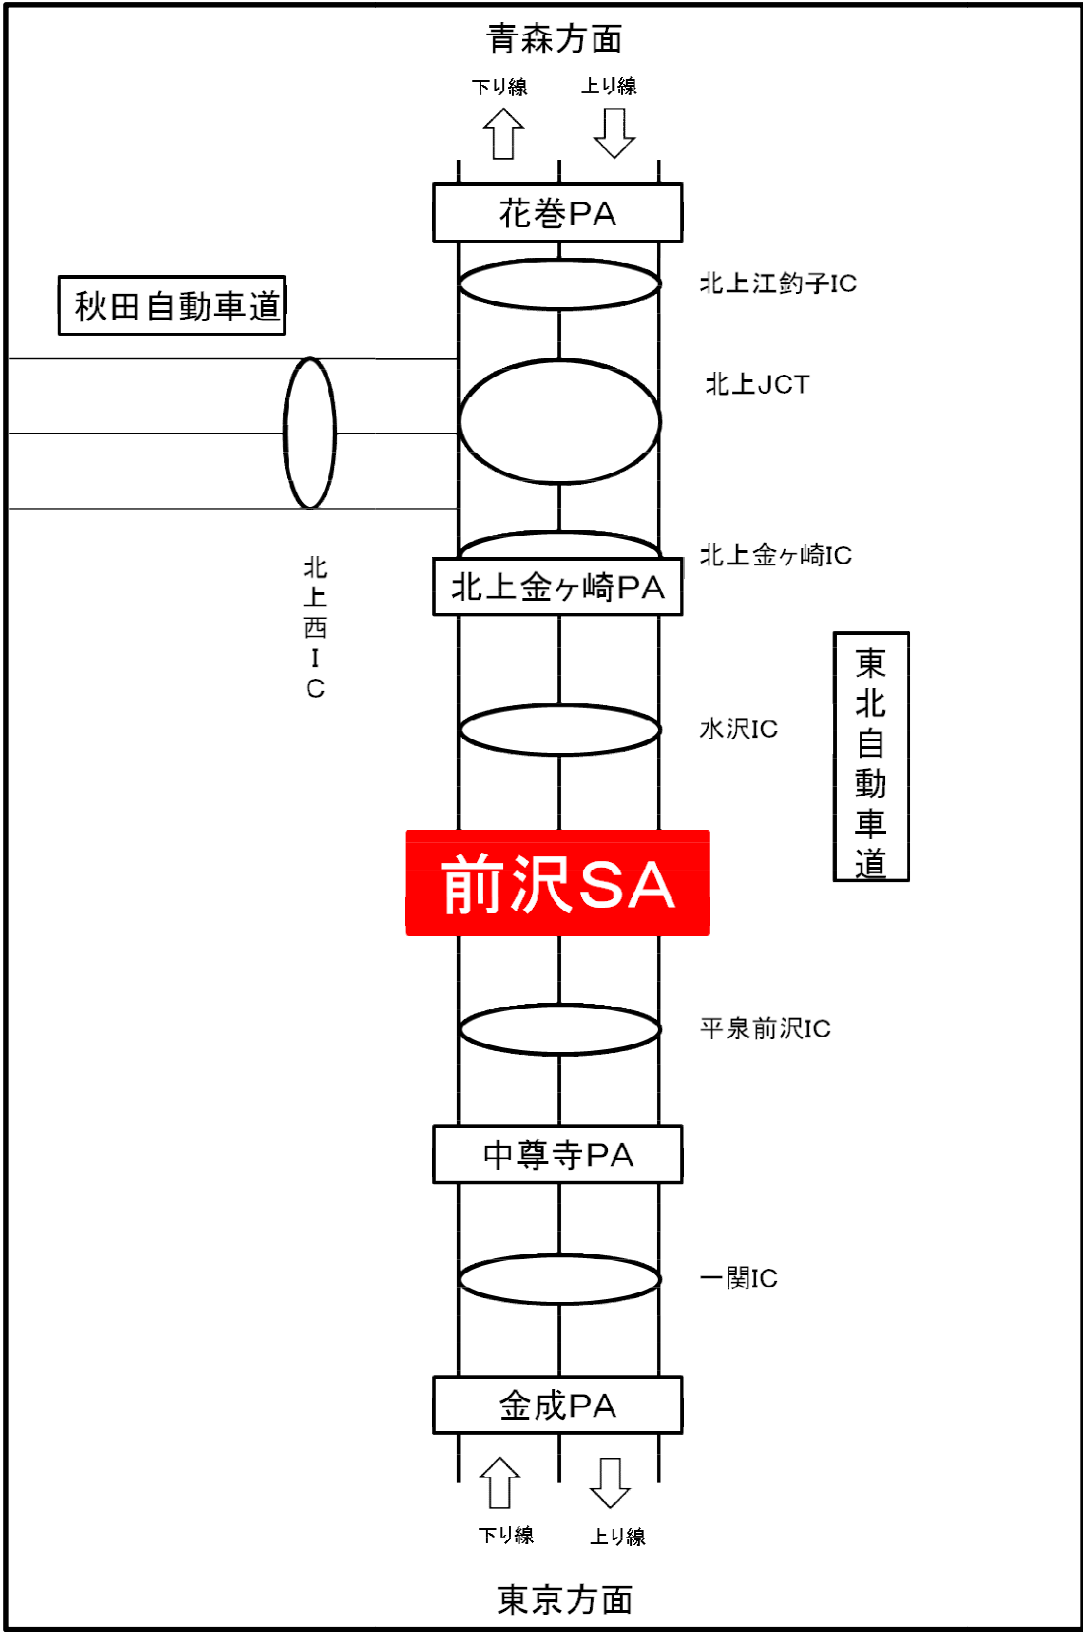 青森方面
下り線
上り線
花巻PA
北上江釣子IC
秋田自動車道
北上JCT
北上金ヶ崎IC
北上西IC
北上金ヶ崎PA
東北自動車道
水沢IC
前沢SA
平泉前沢IC
中尊寺PA
一関IC
金成PA
下り線
上り線
東京方面